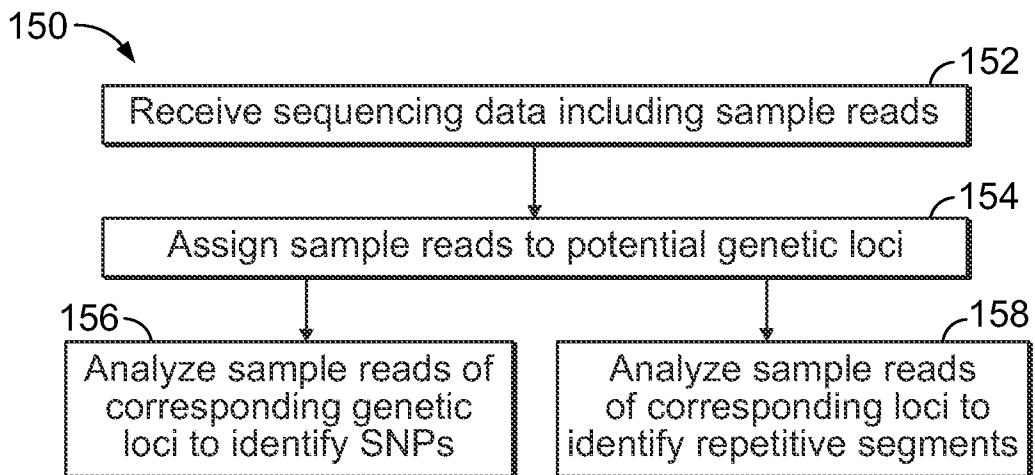 150
152
Receive sequencing data including sample reads
154
Assign sample reads to potential genetic loci
156
Analyze sample reads of
corresponding genetic
loci to identify SNPs
158
Analyze sample reads
of corresponding loci to
identify repetitive segments